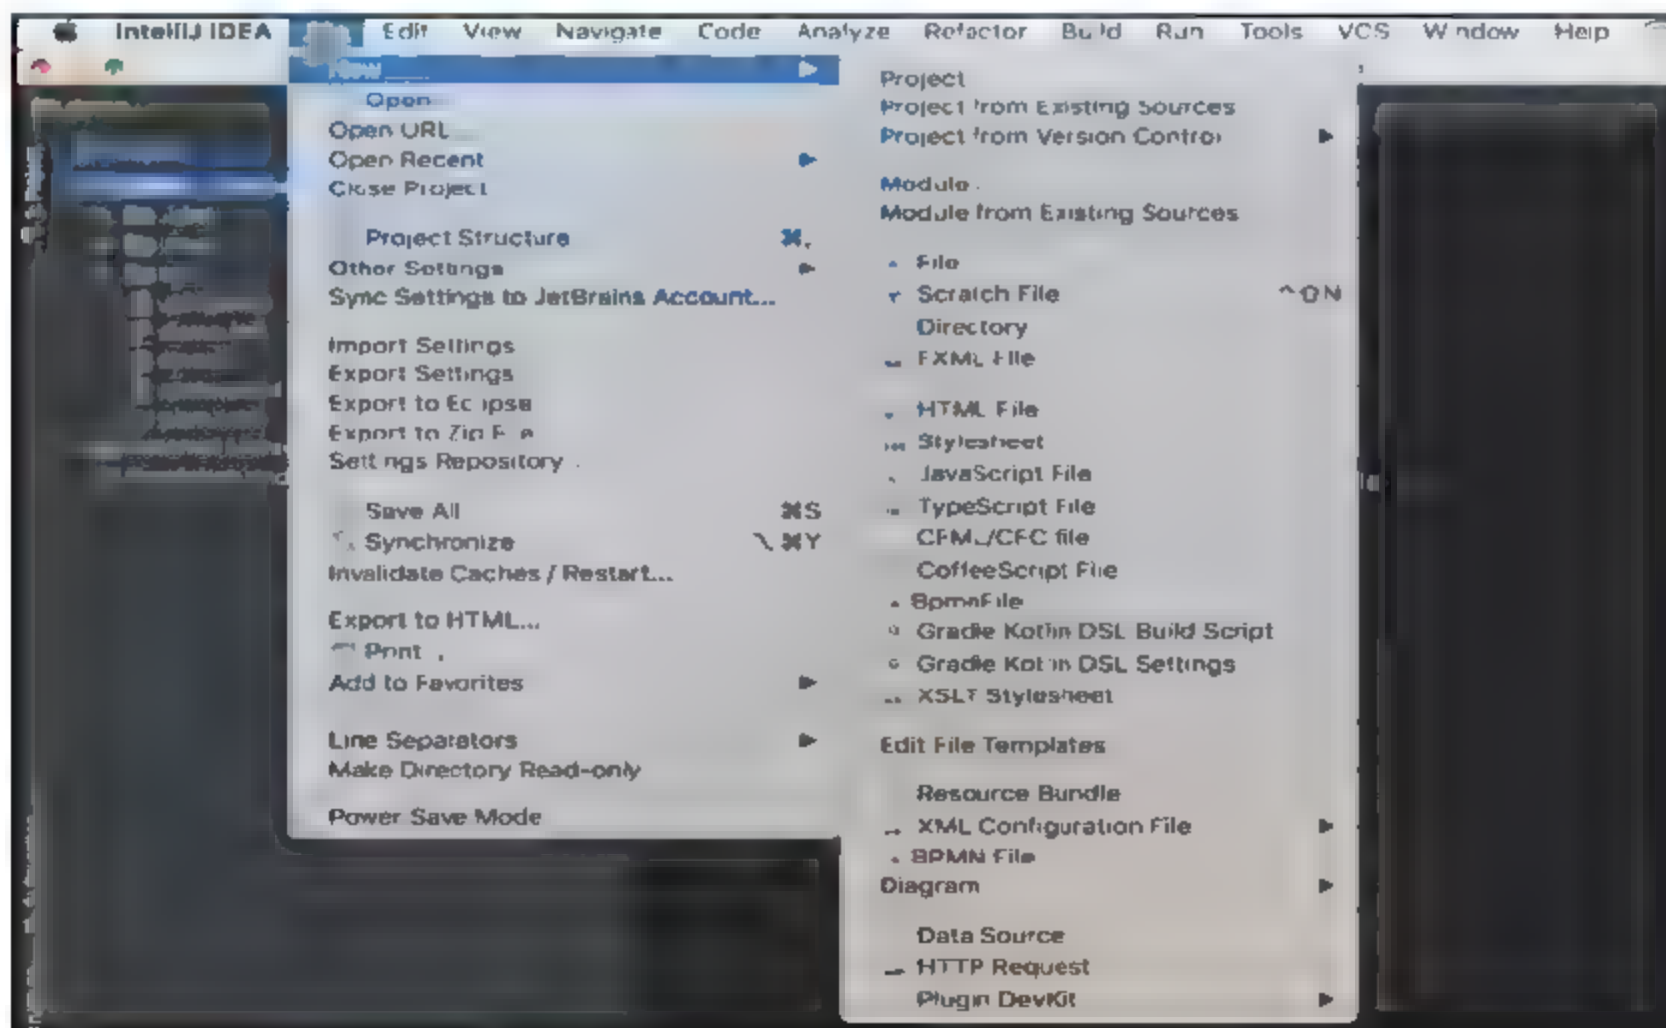 IntelliJ IDEA Edit View Navigate Code Analyze Refactor Build Run Tools VCS Window Help
New
Open
Open URL
Open Recent
Close Project
Project Structure ⌘,
Other Settings
Sync Settings to JetBrains Account...
Import Settings
Export Settings
Export to Eclipse
Export to Zip File
Settings Repository
Save All ⌘S
Synchronize ⌥⌘Y
Invalidate Caches / Restart...
Export to HTML...
Print
Add to Favorites
Line Separators
Make Directory Read-only
Power Save Mode
Project
Project from Existing Sources
Project from Version Control
Module
Module from Existing Sources
File
Scratch File
Directory
FXML File
HTML File
Stylesheet
JavaScript File
TypeScript File
CFML/CFC file
CoffeeScript File
BpmnFile
Gradle Kotlin DSL Build Script
Gradle Kotlin DSL Settings
XSLT Stylesheet
Edit File Templates
Resource Bundle
XML Configuration File
BPMN File
Diagram
Data Source
HTTP Request
Plugin DevKit